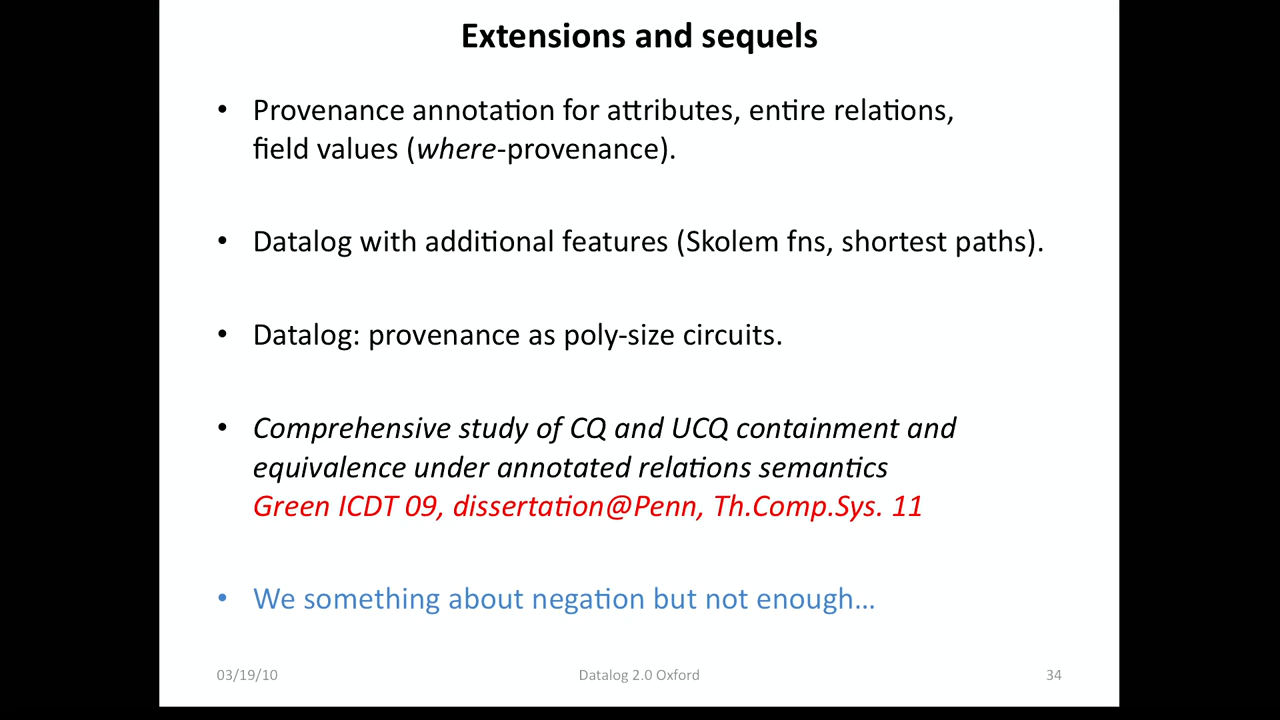 Extensions and sequels
• Provenance annotation for attributes, entire relations,
field values (where-provenance).
• Datalog with additional features (Skolem fns, shortest paths).
• Datalog: provenance as poly-size circuits.
• Comprehensive study of CQ and UCQ containment and
equivalence under annotated relations semantics
Green ICDT 09, dissertation@Penn, Th.Comp.Sys. 11
• We something about negation but not enough...
03/19/10 Datalog 2.0 Oxford 34